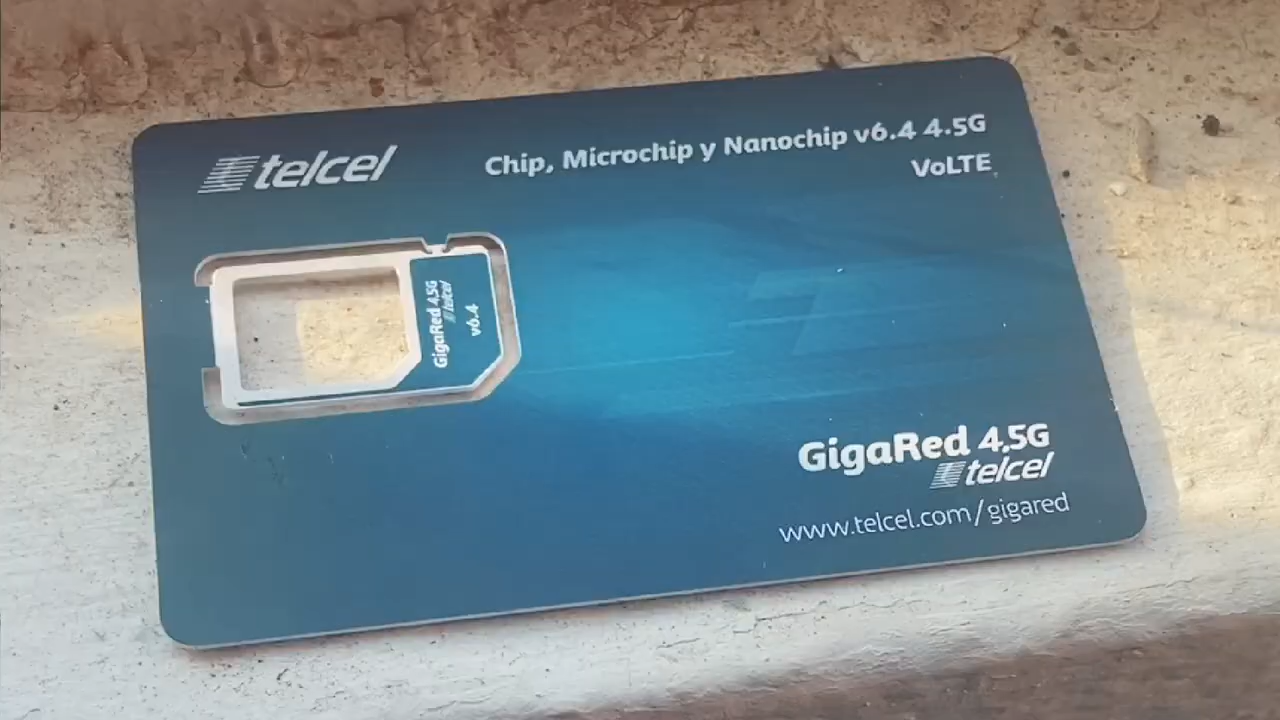 telcel
Chip, Microchip y Nanochip v6.4 4.5G
VoLTE
GigaRed 4.5G
telcel
v6.4
GigaRed 4.5G
telcel
www.telcel.com/gigared